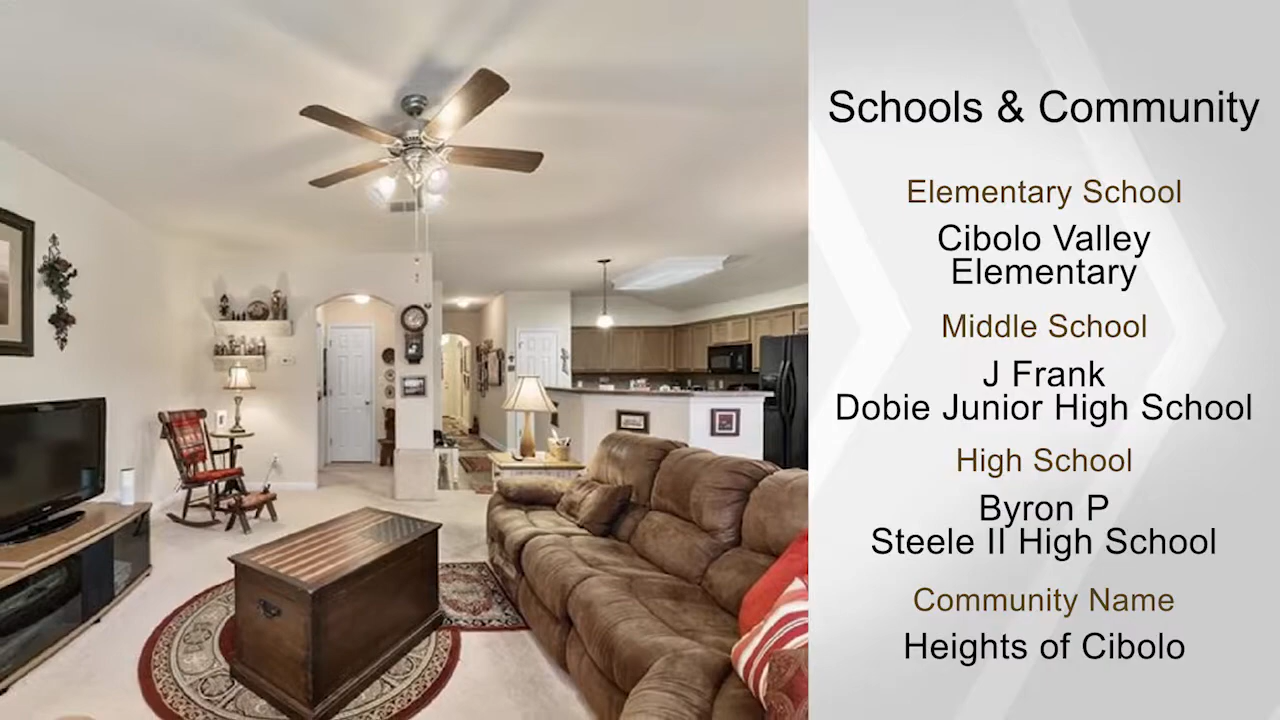 Schools & Community
Elementary School
Cibolo Valley
Elementary
Middle School
J Frank
Dobie Junior High School
High School
Byron P
Steele II High School
Community Name
Heights of Cibolo